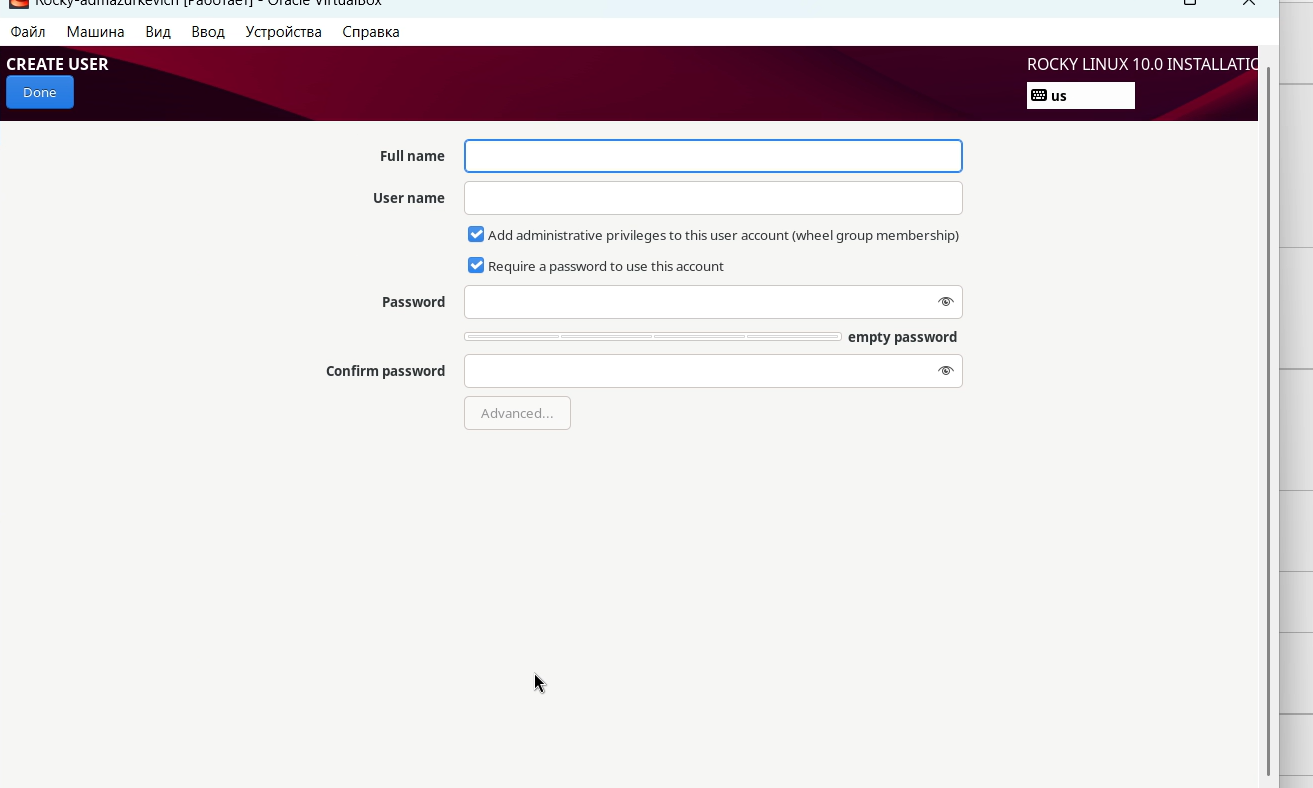 Rocky-admazurkevich [Работает] - Oracle VirtualBox
Файл Машина Вид Ввод Устройства Справка
CREATE USER
ROCKY LINUX 10.0 INSTALLATIO
Done
us
Full name
User name
Add administrative privileges to this user account (wheel group membership)
Require a password to use this account
Password
empty password
Confirm password
Advanced...